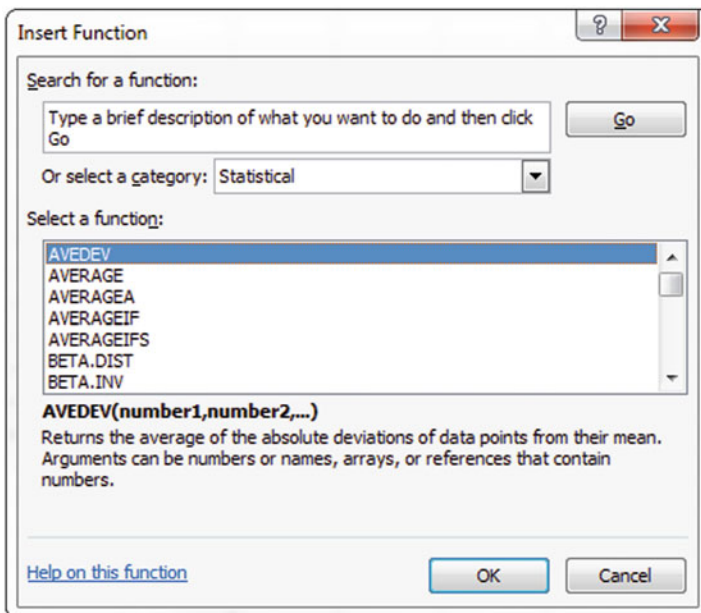 Insert Function
Search for a function:
Type a brief description of what you want to do and then click
Go
Go
Or select a category: Statistical
Select a function:
AVEDEV
AVERAGE
AVERAGEA
AVERAGEIF
AVERAGEIFS
BETA.DIST
BETA.INV
AVEDEV(number1,number2,...)
Returns the average of the absolute deviations of data points from their mean.
Arguments can be numbers or names, arrays, or references that contain
numbers.
Help on this function
OK
Cancel